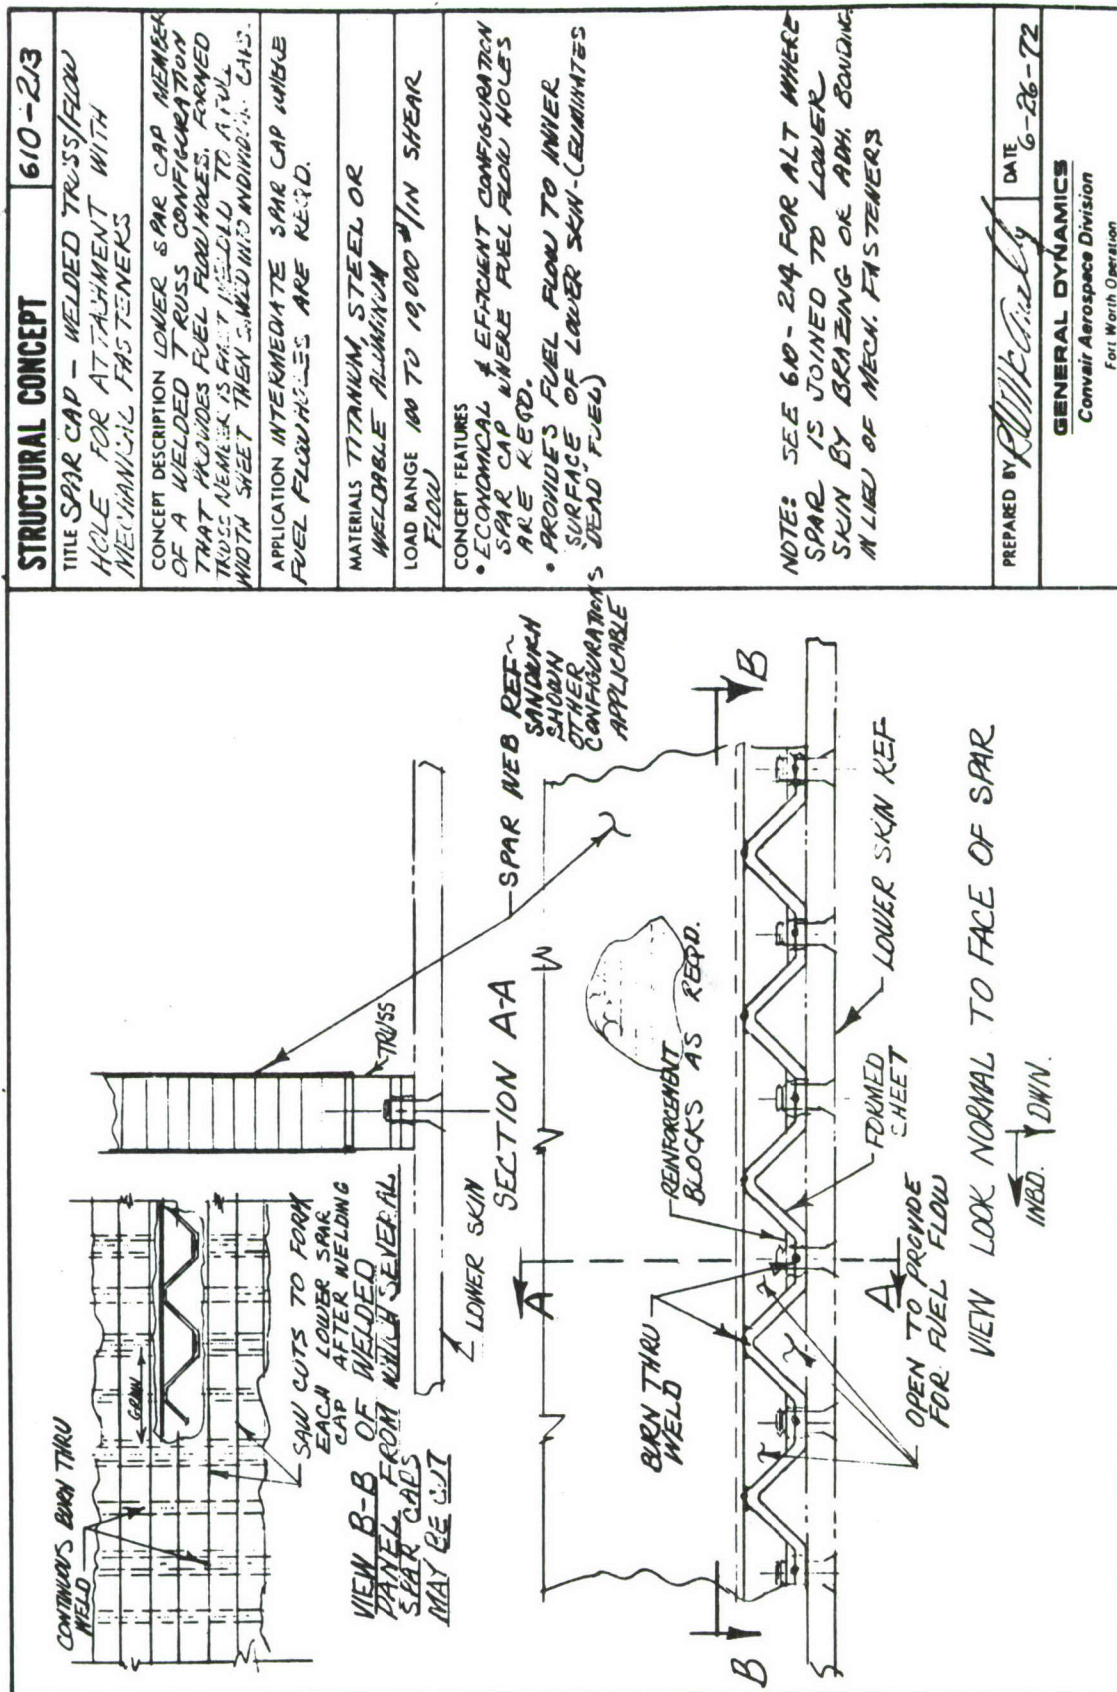 STRUCTURAL CONCEPT
610-213
TITLE SPAR CAP - WELDED TRUSS/FLOW
HOLE FOR ATTACHMENT WITH
MECHANICAL FASTENERS
CONCEPT DESCRIPTION LOWER SPAR CAP MEMBER
OF A WELDED TRUSS CONFIGURATION
THAT PROVIDES FUEL FLOW HOLES. FORMED
TRUSS MEMBER IS FIRST WELDED TO A FULL
WIDTH SHEET THEN SAWED INTO INDIVID. CAPS.
APPLICATION INTERMEDIATE SPAR CAP WHERE
FUEL FLOW HOLES ARE REQD.
MATERIALS TITANIUM, STEEL OR
WELDABLE ALUMINUM
LOAD RANGE 100 TO 19,000 #/IN SHEAR
FLOW
CONCEPT FEATURES
• ECONOMICAL & EFFICIENT CONFIGURATION
SPAR CAP WHERE FUEL FLOW HOLES
ARE REQD.
• PROVIDES FUEL FLOW TO INNER
SURFACE OF LOWER SKIN-(ELIMINATES
"DEAD" FUEL)
NOTE: SEE 610-214 FOR ALT WHERE
SPAR IS JOINED TO LOWER
SKIN BY BRAZING OR ADH. BONDING
IN LIEU OF MECH. FASTENERS
PREPARED BY
DATE
6-26-72
GENERAL DYNAMICS
Convair Aerospace Division
Fort Worth Operation
CONTINUOUS BURN THRU
WELD
GRAIN
SAW CUTS TO FORM
EACH LOWER SPAR
CAP AFTER WELDING
VIEW B-B OF WELDED
PANEL FROM WHICH SEVERAL
SPAR CAPS
MAY BE CUT
TRUSS
LOWER SKIN
SECTION A-A
SPAR WEB REF~
SANDWICH
SHOWN
OTHER
CONFIGURATIONS
APPLICABLE
A
A
B
B
BURN THRU
WELD
REINFORCEMENT
BLOCKS AS REQD.
OPEN TO PROVIDE
FOR FUEL FLOW
FORMED
SHEET
LOWER SKIN REF
VIEW LOOK NORMAL TO FACE OF SPAR
INBD.
DWN.